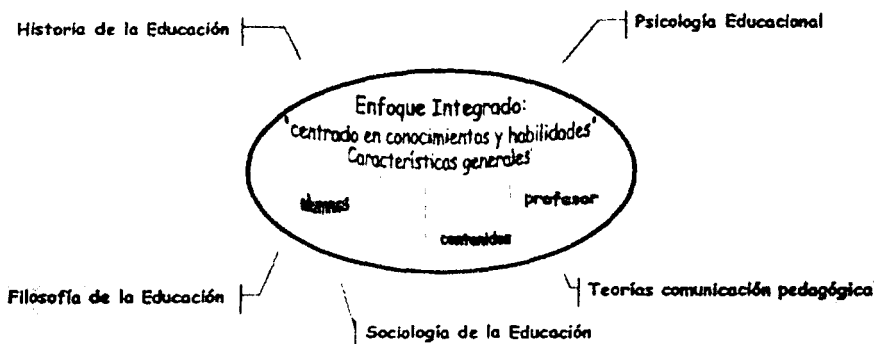 Historia de la Educación
Psicología Educacional
Enfoque Integrado:
'centrado en conocimientos y habilidades'
Características generales
alumnos
profesor
contenidos
Filosofía de la Educación
Teorías comunicación pedagógica
Sociología de la Educación